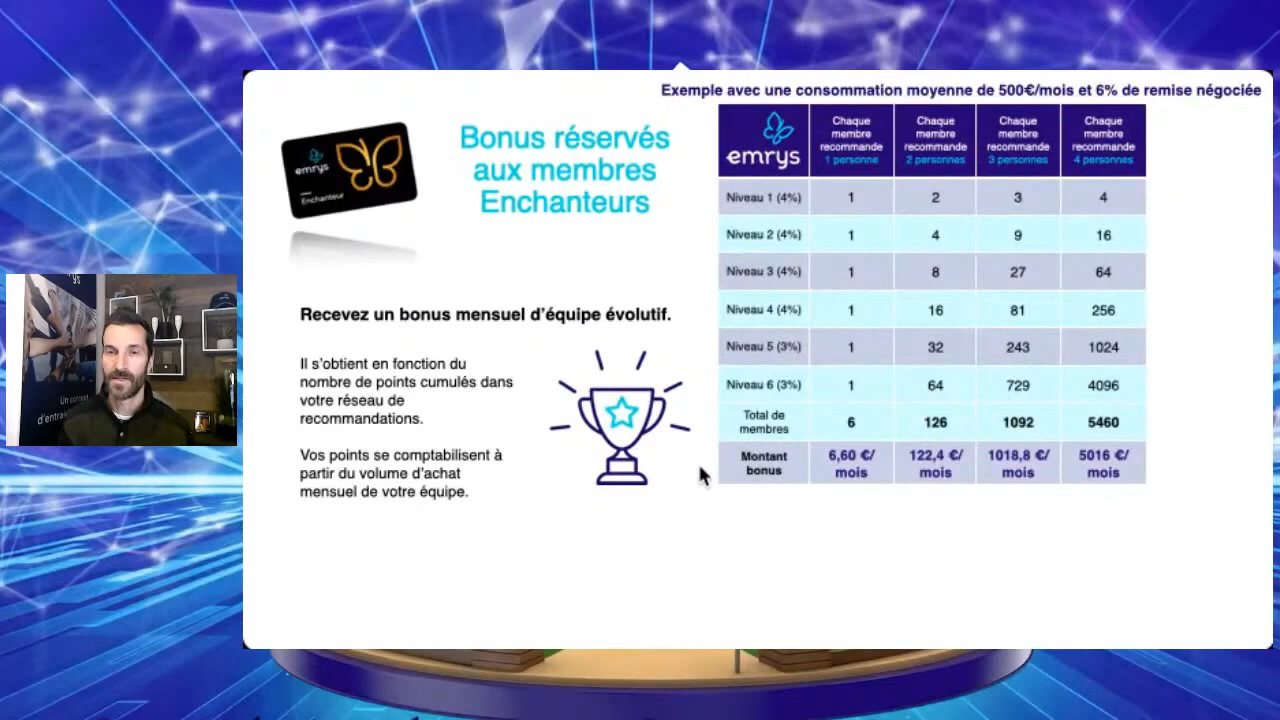 Exemple avec une consommation moyenne de 500€/mois et 6% de remise négociée
emrys
Enchanteur
Bonus réservés
aux membres
Enchanteurs
Recevez un bonus mensuel d'équipe évolutif.
Il s'obtient en fonction du
nombre de points cumulés dans
votre réseau de
recommandations.
Vos points se comptabilisent à
partir du volume d'achat
mensuel de votre équipe.
emrys
Chaque membre recommande 1 personne
Chaque membre recommande 2 personnes
Chaque membre recommande 3 personnes
Chaque membre recommande 4 personnes
Niveau 1 (4%) 1 2 3 4
Niveau 2 (4%) 1 4 9 16
Niveau 3 (4%) 1 8 27 64
Niveau 4 (4%) 1 16 81 256
Niveau 5 (3%) 1 32 243 1024
Niveau 6 (3%) 1 64 729 4096
Total de membres 6 126 1092 5460
Montant bonus 6,60 €/mois 122,4 €/mois 1018,8 €/mois 5016 €/mois
ys
Un concept
d'entra